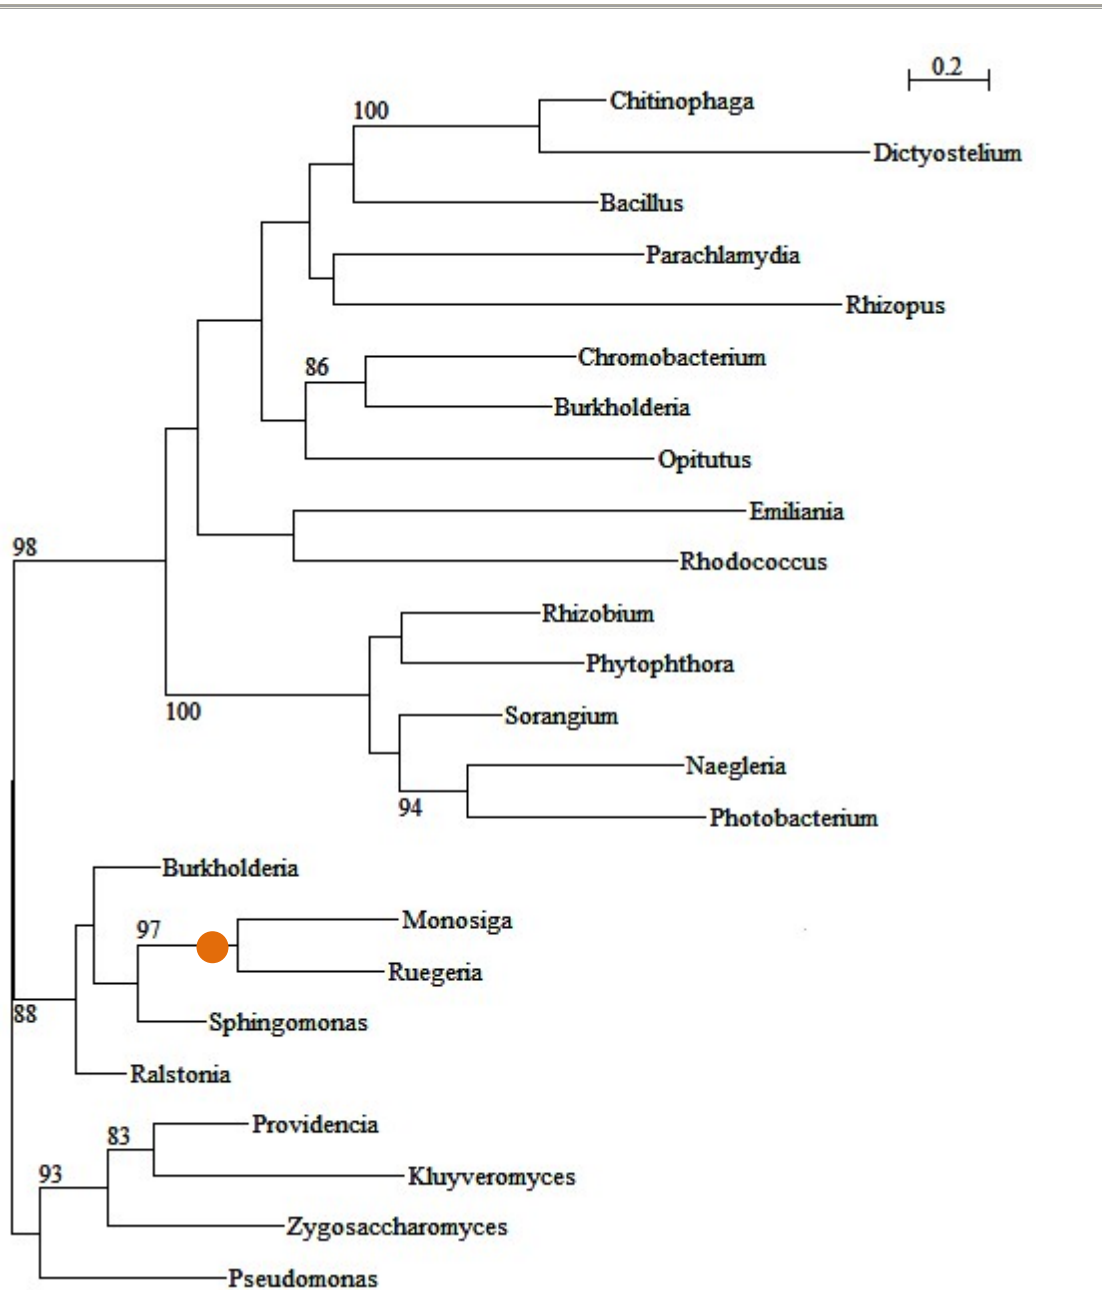 0.2
100
Chitinophaga
Dictyostelium
Bacillus
Parachlamydia
Rhizopus
Chromobacterium
86
Burkholderia
Opitutus
Emiliania
98
Rhodococcus
Rhizobium
Phytophthora
100
Sorangium
Naegleria
94
Photobacterium
Burkholderia
Monosiga
97
Ruegeria
88
Sphingomonas
Ralstonia
Providencia
83
93
Kluyveromyces
Zygosaccharomyces
Pseudomonas